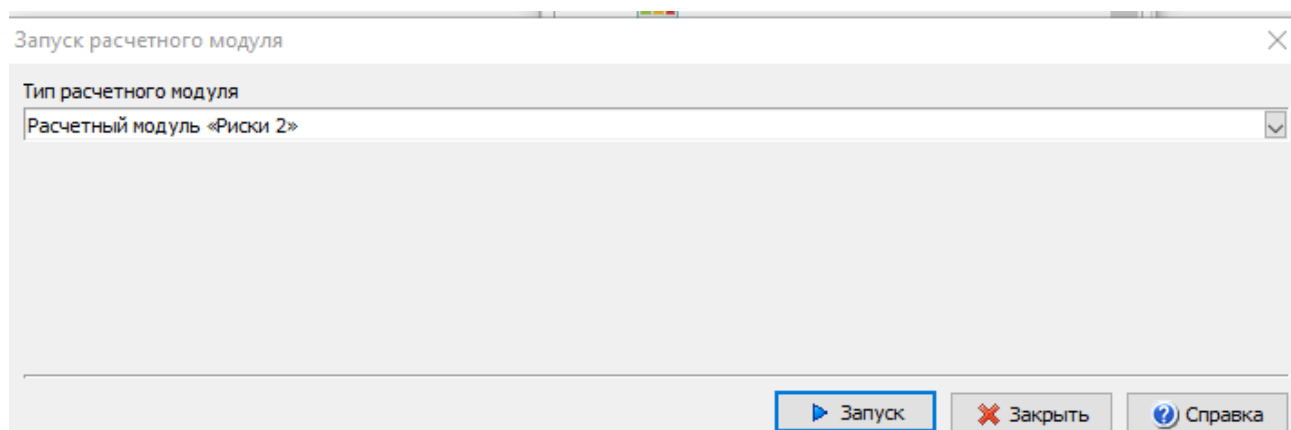 Запуск расчетного модуля
Тип расчетного модуля
Расчетный модуль «Риски 2»
Запуск
Закрыть
Справка